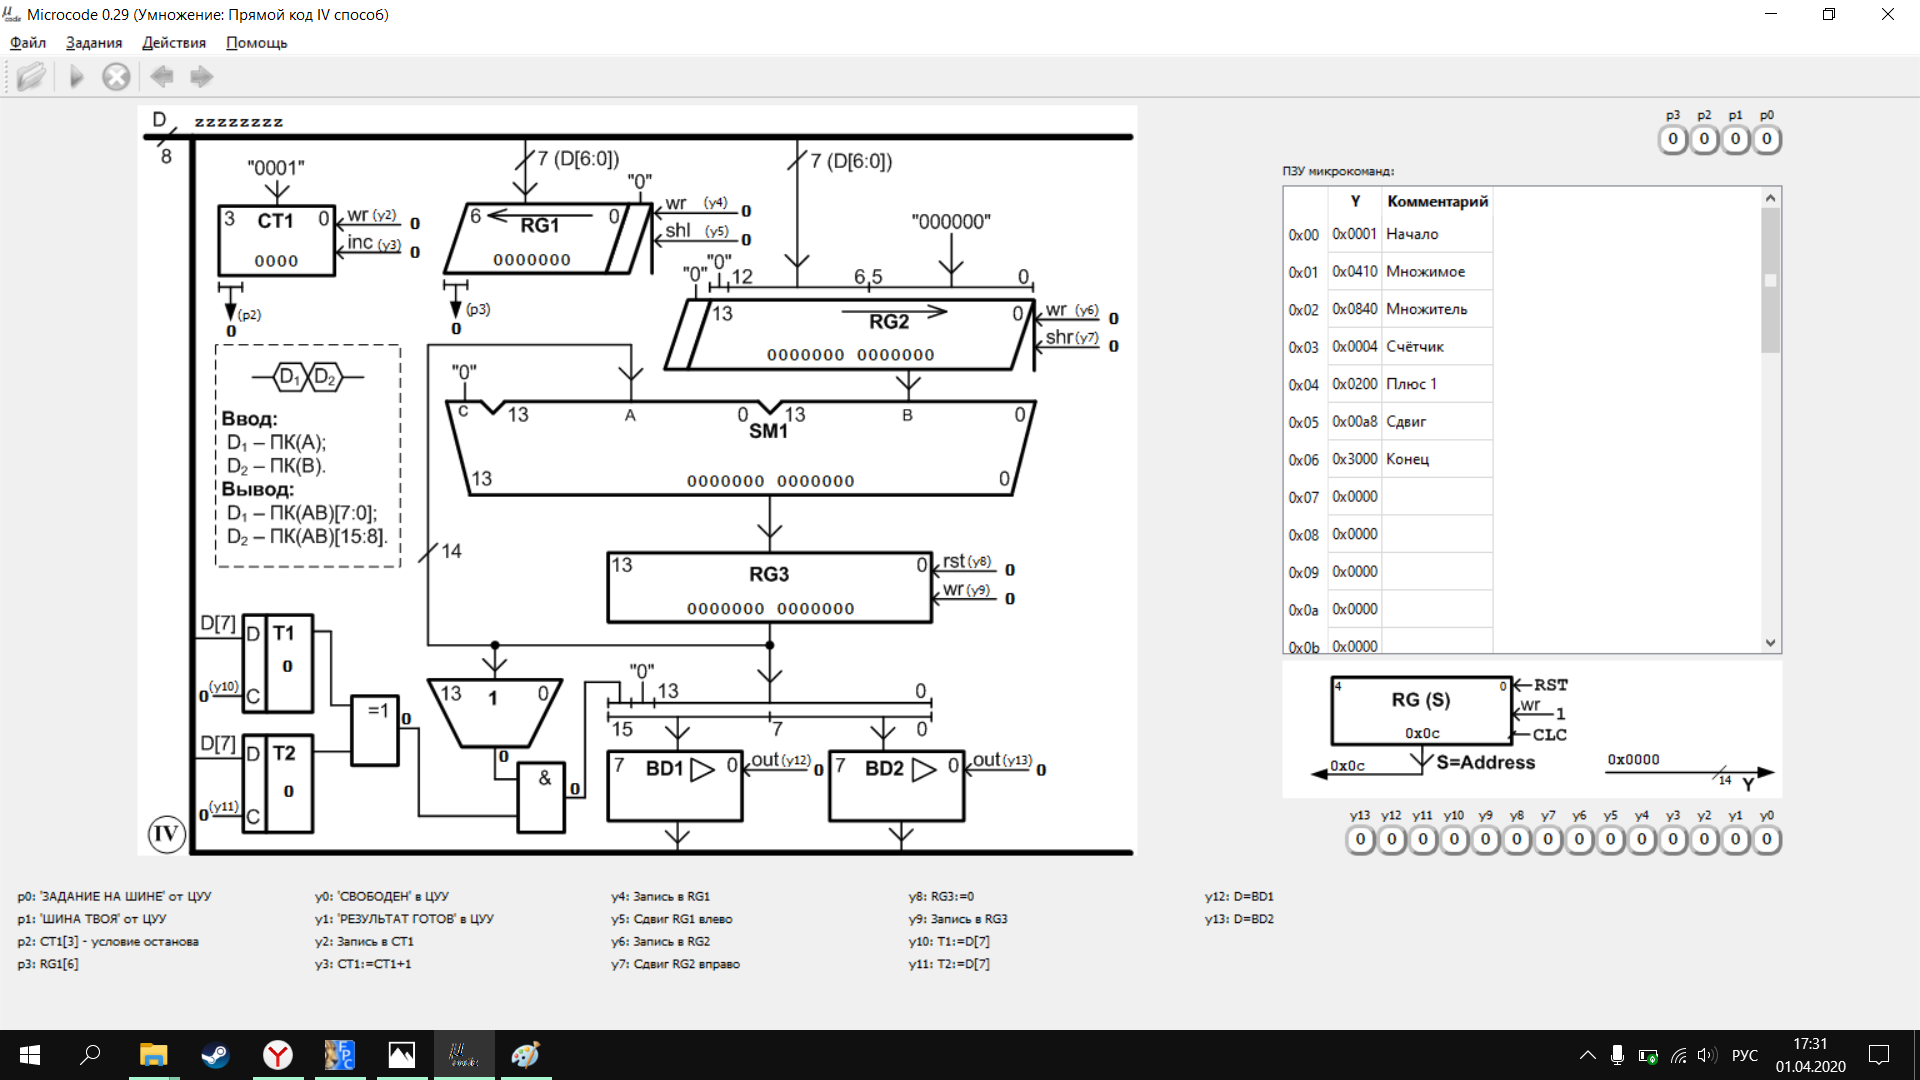 Microcode 0.29 (Умножение: Прямой код IV способ)
Файл Задания Действия Помощь
D zzzzzzzz
8
"0001"
3 CT1 0
0000
wr (y2) 0
inc (y3) 0
(p2)
0
7 (D[6:0])
"0"
6 RG1 0
0000000
wr (y4) 0
shl (y5) 0
(p3)
0
7 (D[6:0])
"000000"
"0" "0" 12 6,5 0
13 RG2 0
0000000 0000000
wr (y6) 0
shr (y7) 0
D1 D2
Ввод:
D1 – ПК(A);
D2 – ПК(B).
Вывод:
D1 – ПК(AB)[7:0];
D2 – ПК(AB)[15:8].
"0"
C 13 A 0 13 B 0
SM1
13 0000000 0000000 0
14
13 RG3 0
0000000 0000000
rst (y8) 0
wr (y9) 0
D[7] D T1
0
0 (y10) C
D[7] D T2
0
0 (y11) C
=1 0
13 1 0
0
& 0
"0" 13 0
15 7 0
7 BD1 0 out (y12) 0
7 BD2 0 out (y13) 0
IV
p3 p2 p1 p0
0 0 0 0
ПЗУ микрокоманд:
Y Комментарий
0x00 0x0001 Начало
0x01 0x0410 Множимое
0x02 0x0840 Множитель
0x03 0x0004 Счётчик
0x04 0x0200 Плюс 1
0x05 0x00a8 Сдвиг
0x06 0x3000 Конец
0x07 0x0000
0x08 0x0000
0x09 0x0000
0x0a 0x0000
0x0b 0x0000
4 RG (S) 0
0x0c
RST
wr 1
CLC
0x0c S=Address
0x0000
14 Y
y13 y12 y11 y10 y9 y8 y7 y6 y5 y4 y3 y2 y1 y0
0 0 0 0 0 0 0 0 0 0 0 0 0 0
p0: 'ЗАДАНИЕ НА ШИНЕ' от ЦУУ
p1: 'ШИНА ТВОЯ' от ЦУУ
p2: CT1[3] - условие останова
p3: RG1[6]
y0: 'СВОБОДЕН' в ЦУУ
y1: 'РЕЗУЛЬТАТ ГОТОВ' в ЦУУ
y2: Запись в CT1
y3: CT1:=CT1+1
y4: Запись в RG1
y5: Сдвиг RG1 влево
y6: Запись в RG2
y7: Сдвиг RG2 вправо
y8: RG3:=0
y9: Запись в RG3
y10: T1:=D[7]
y11: T2:=D[7]
y12: D=BD1
y13: D=BD2
РУС
17:31
01.04.2020